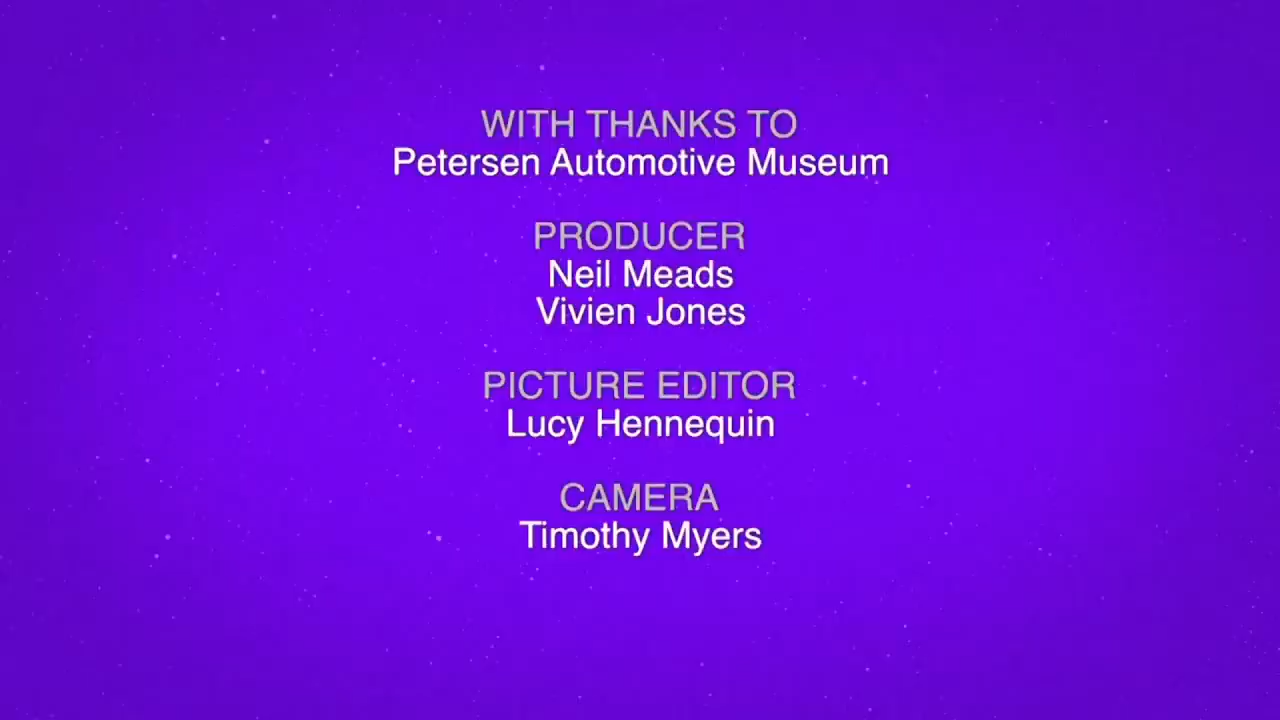 WITH THANKS TO
Petersen Automotive Museum
PRODUCER
Neil Meads
Vivien Jones
PICTURE EDITOR
Lucy Hennequin
CAMERA
Timothy Myers